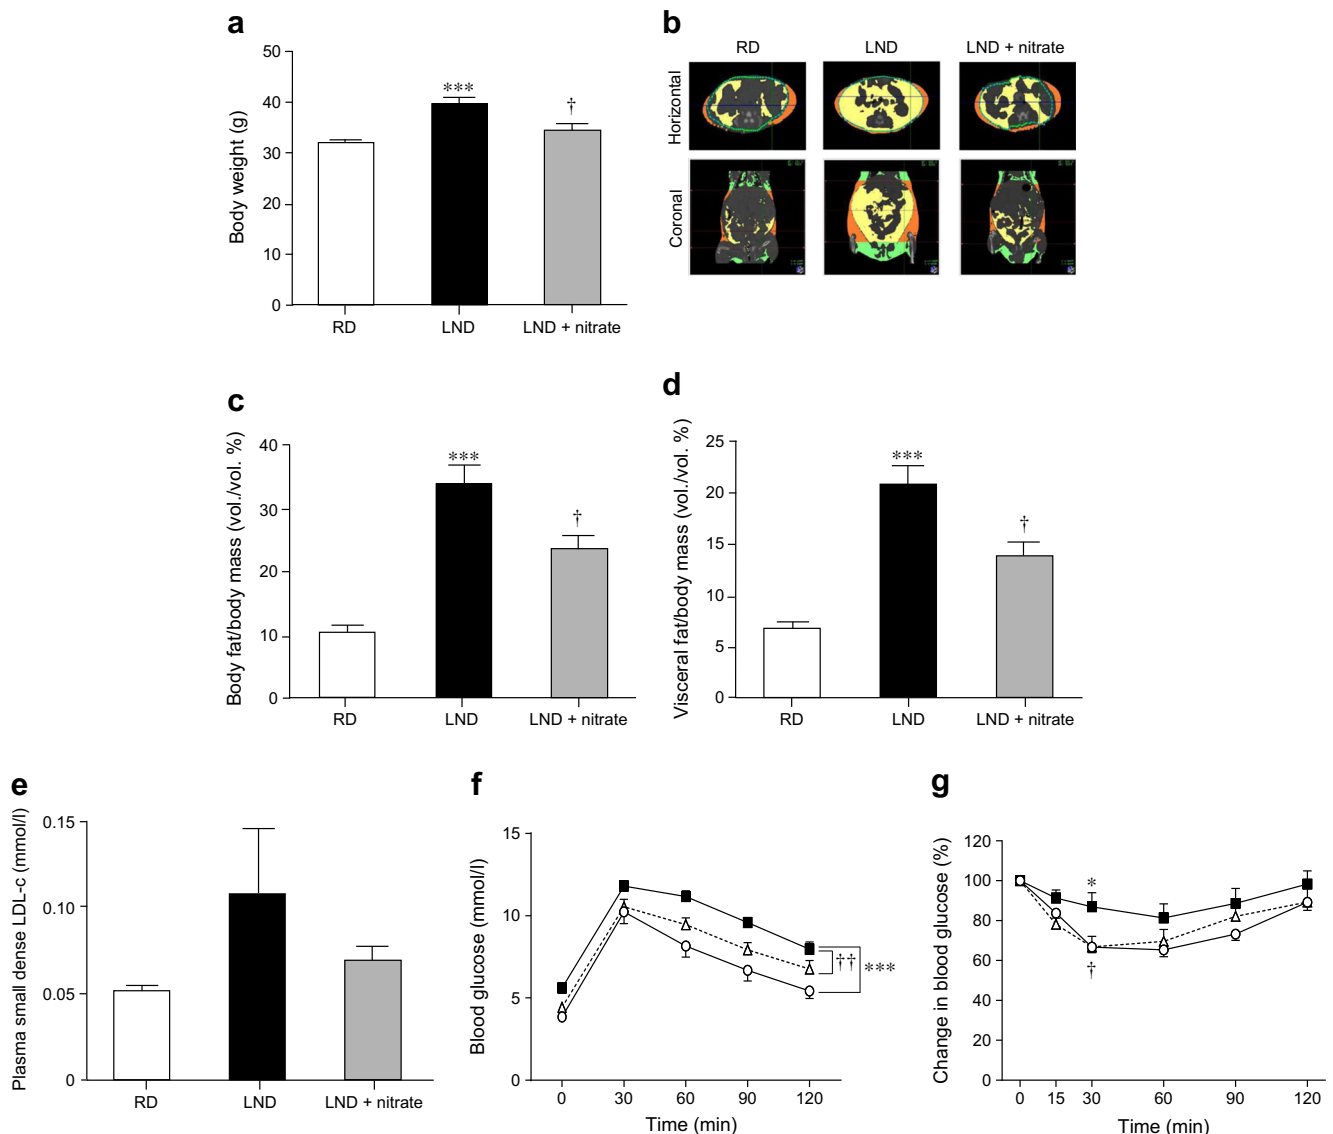 a
Body weight (g)
50
40
30
20
10
0
***
†
RD
LND
LND + nitrate
b
RD
LND
LND + nitrate
Horizontal
Coronal
c
Body fat/body mass (vol./vol. %)
40
30
20
10
0
***
†
RD
LND
LND + nitrate
d
Visceral fat/body mass (vol./vol. %)
25
20
15
10
5
0
***
†
RD
LND
LND + nitrate
e
Plasma small dense LDL-c (mmol/l)
0.15
0.10
0.05
0
RD
LND
LND + nitrate
f
Blood glucose (mmol/l)
15
10
5
0
††
***
0 30 60 90 120
Time (min)
g
Change in blood glucose (%)
120
100
80
60
40
20
0
*
†
0 15 30 60 90 120
Time (min)